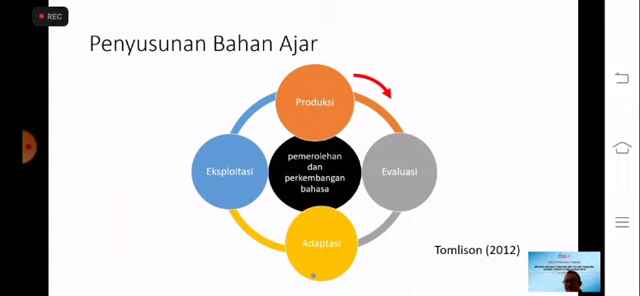 REC
Penyusunan Bahan Ajar
Produksi
Eksploitasi
pemerolehan
dan
perkembangan
bahasa
Evaluasi
Adaptasi
Tomlison (2012)